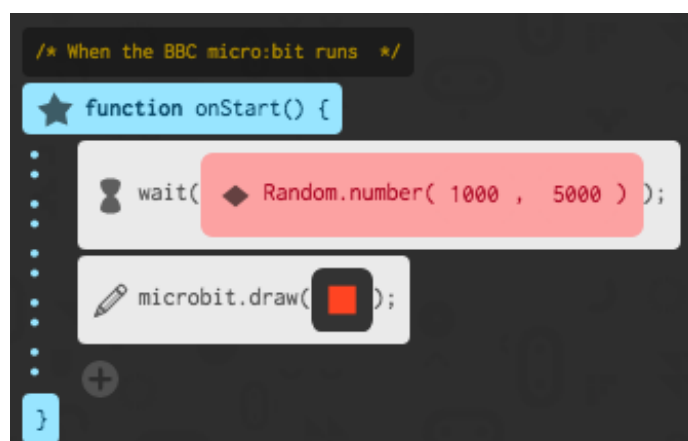 /* When the BBC micro:bit runs */
function onStart() {
wait( Random.number( 1000 , 5000 ) );
microbit.draw( );
}